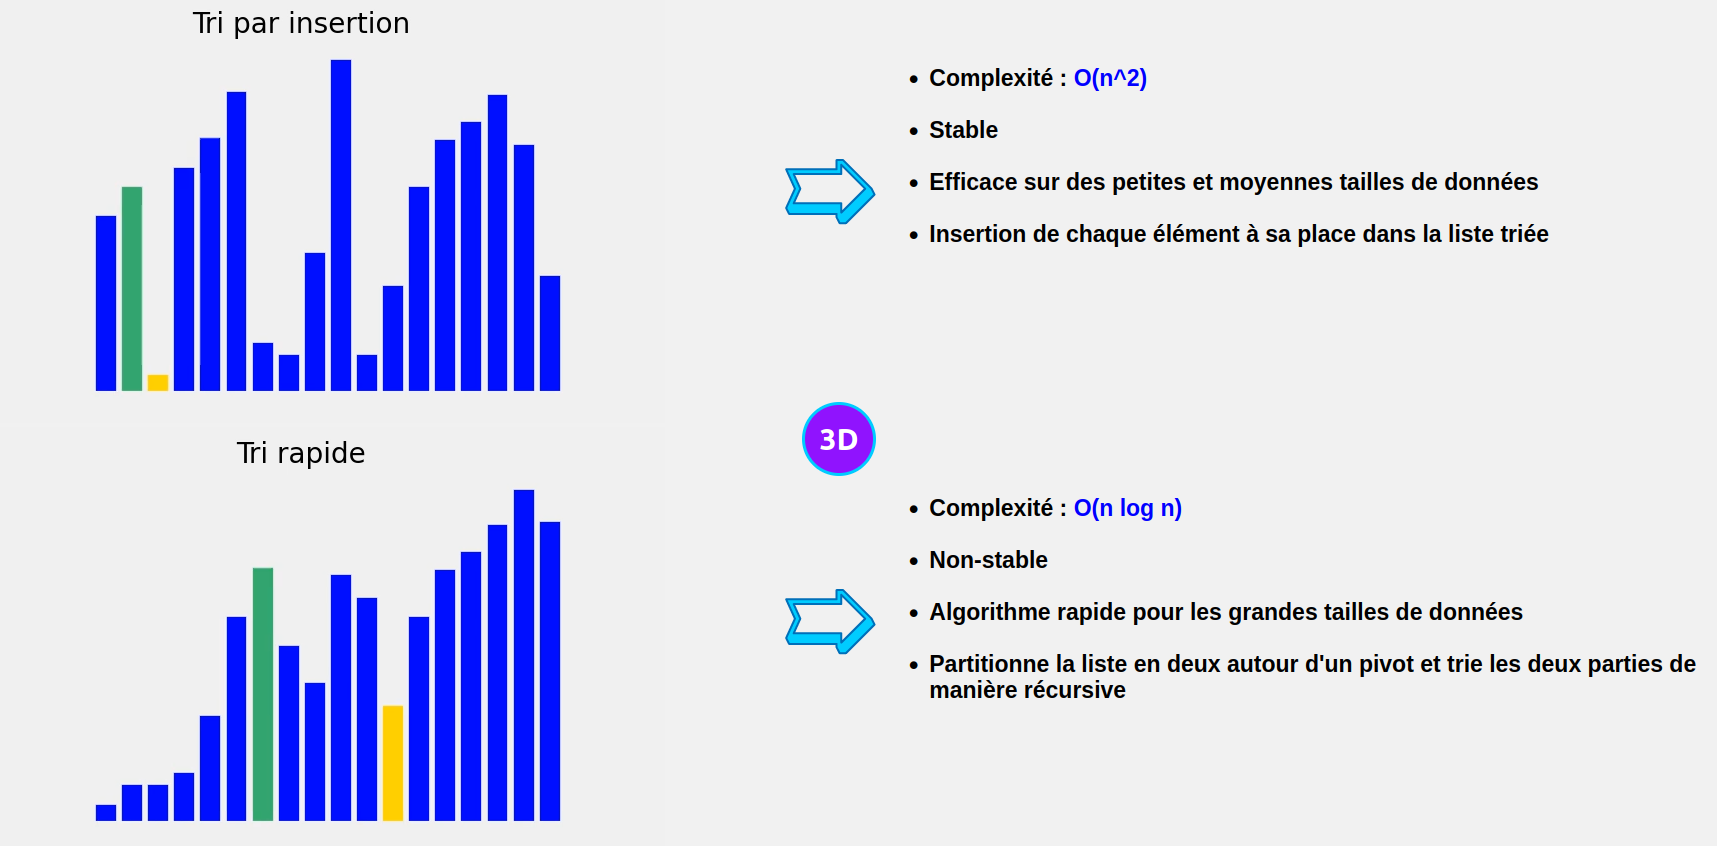 Tri par insertion
• Complexité : O(n^2)
• Stable
• Efficace sur des petites et moyennes tailles de données
• Insertion de chaque élément à sa place dans la liste triée
3D
Tri rapide
• Complexité : O(n log n)
• Non-stable
• Algorithme rapide pour les grandes tailles de données
• Partitionne la liste en deux autour d'un pivot et trie les deux parties de
manière récursive